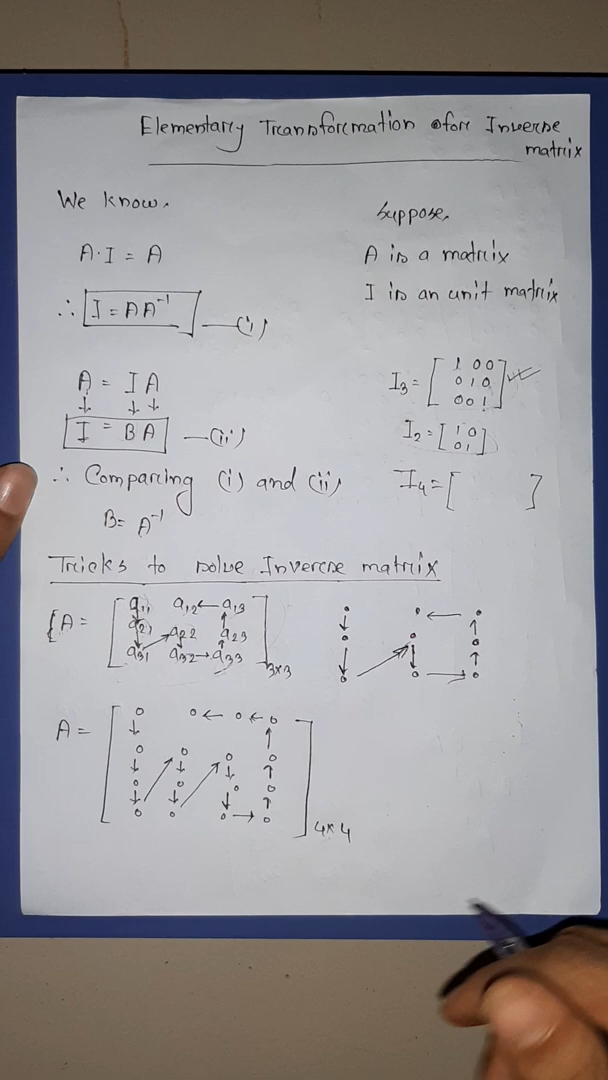 Elementary Transformation for Inverse
matrix
We know,
A·I = A
∴ I = AA⁻¹ —(i)
A = I A
↓ ↓ ↓
I = B A —(ii)
∴ Comparing (i) and (ii),
B = A⁻¹
Suppose,
A is a matrix
I is an unit matrix
I₃ = [ 1 0 0
0 1 0
0 0 1 ]
I₂ = [ 1 0
0 1 ]
I₄ = [ ]
Tricks to solve Inverse matrix
A = [ a₁₁ a₁₂ ← a₁₃
a₂₁ a₂₂ a₂₃
a₃₁ a₃₂ → a₃₃ ] 3×3
A = [ ] 4×4